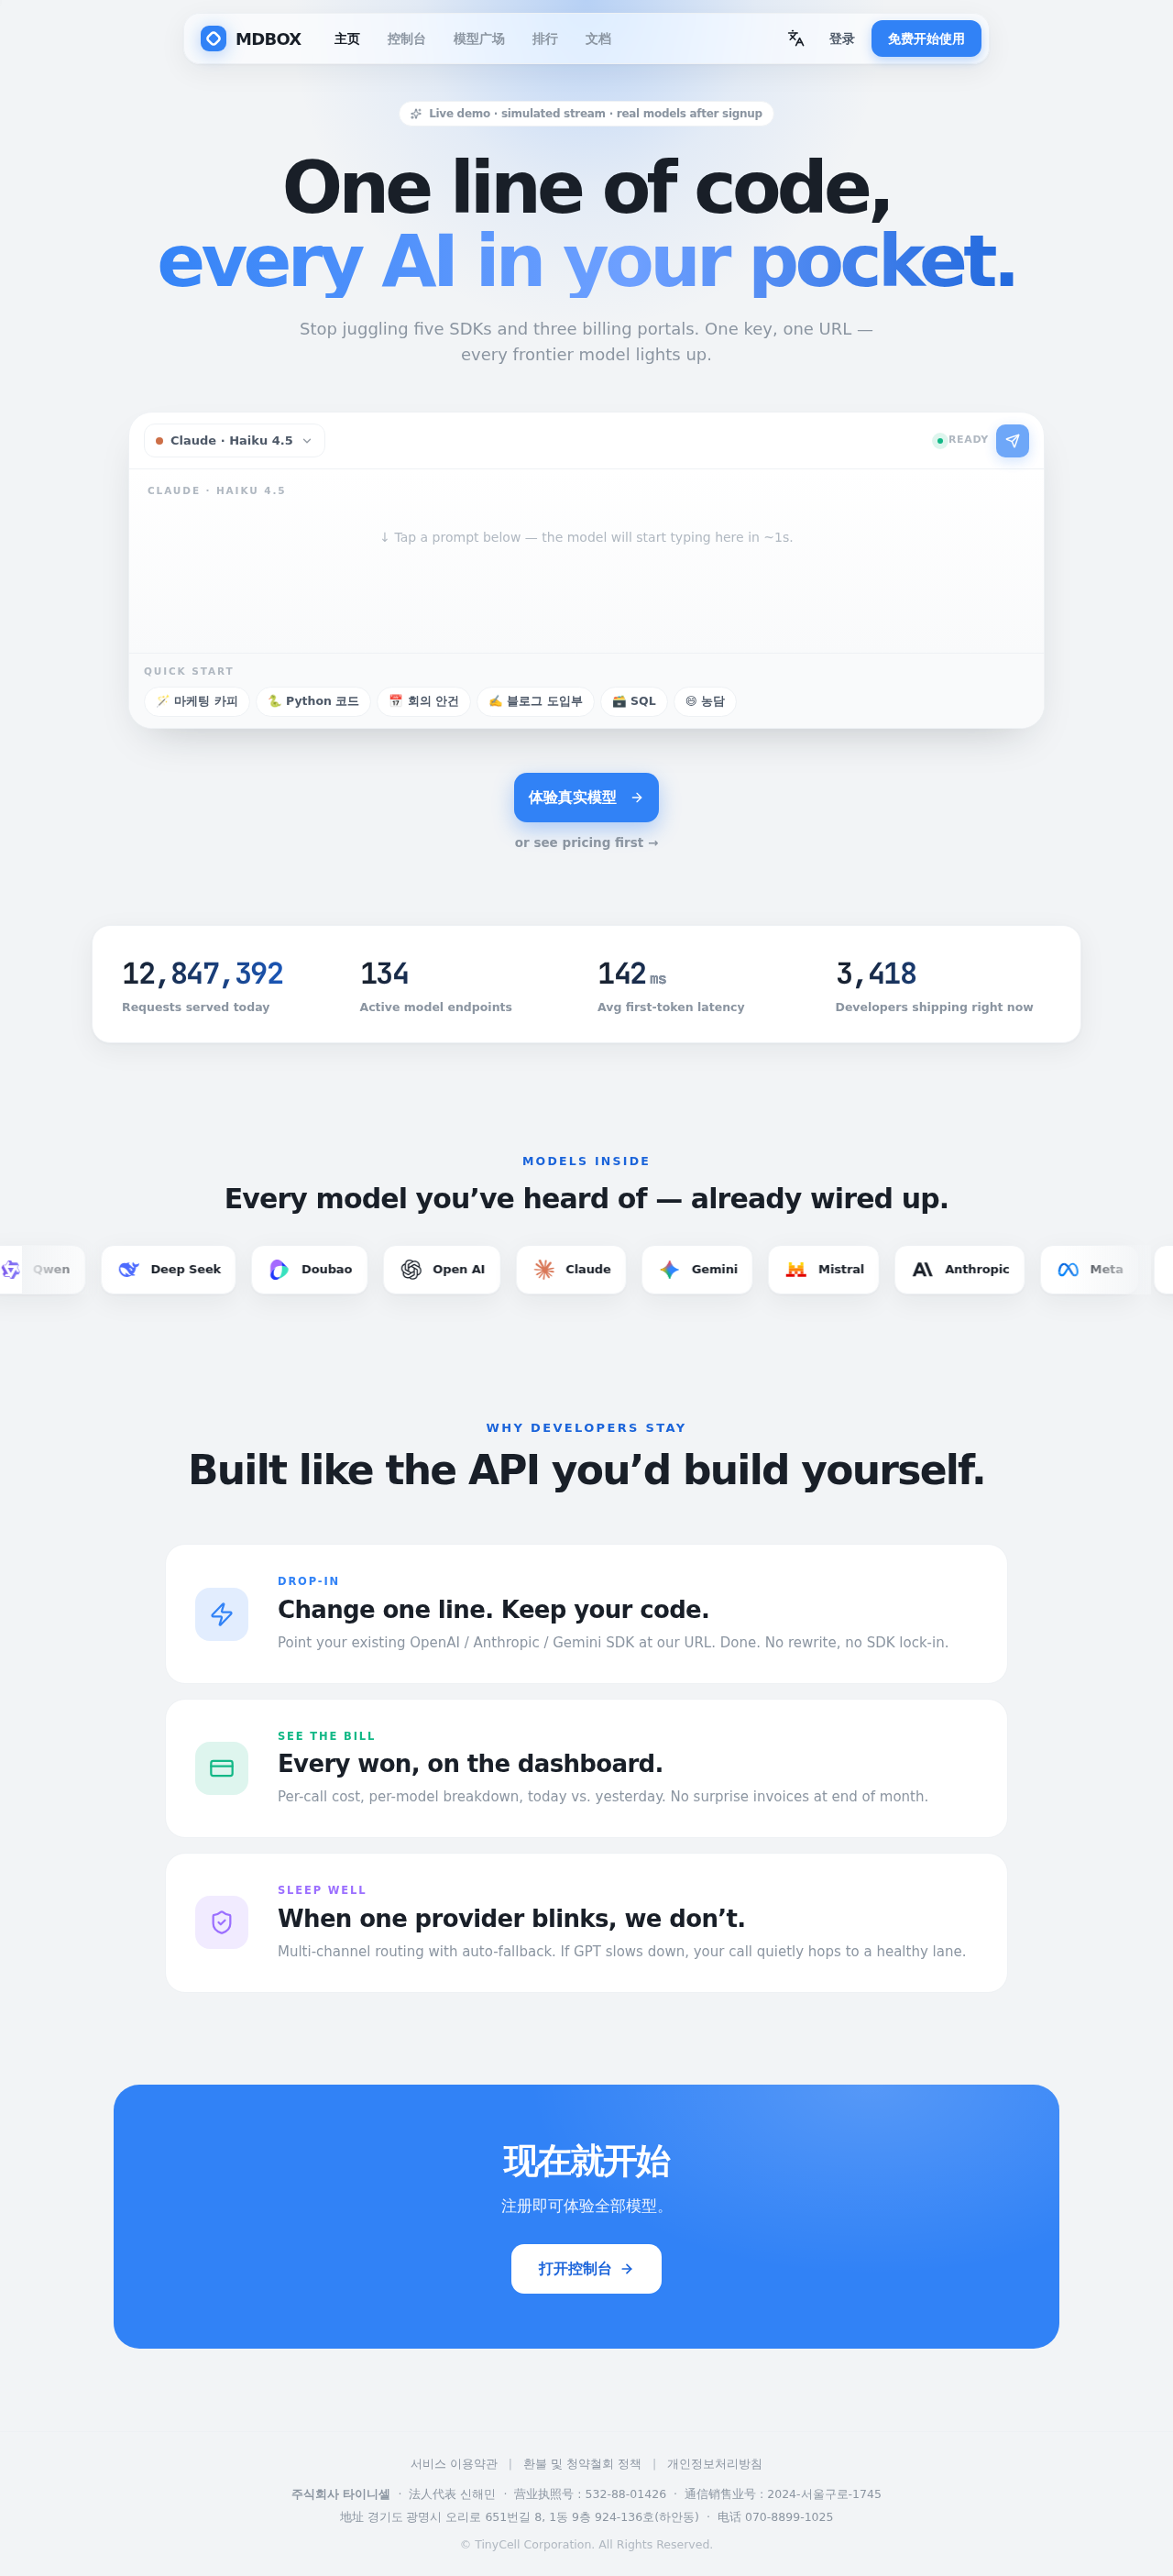 MDBOX 主页 控制台 模型广场 排行 文档 登录 免费开始使用
Live demo · simulated stream · real models after signup
One line of code,
every AI in your pocket.
Stop juggling five SDKs and three billing portals. One key, one URL —
every frontier model lights up.
Claude · Haiku 4.5 READY
CLAUDE · HAIKU 4.5
↓ Tap a prompt below — the model will start typing here in ~1s.
QUICK START
🪄 마케팅 카피 🐍 Python 코드 📅 회의 안건 ✍️ 블로그 도입부 🗃️ SQL 😄 농담
体验真实模型 →
or see pricing first →
12,847,392 134 142 ms 3,418
Requests served today Active model endpoints Avg first-token latency Developers shipping right now
MODELS INSIDE
Every model you’ve heard of — already wired up.
Qwen Deep Seek Doubao Open AI Claude Gemini Mistral Anthropic Meta
WHY DEVELOPERS STAY
Built like the API you’d build yourself.
DROP-IN
Change one line. Keep your code.
Point your existing OpenAI / Anthropic / Gemini SDK at our URL. Done. No rewrite, no SDK lock-in.
SEE THE BILL
Every won, on the dashboard.
Per-call cost, per-model breakdown, today vs. yesterday. No surprise invoices at end of month.
SLEEP WELL
When one provider blinks, we don’t.
Multi-channel routing with auto-fallback. If GPT slows down, your call quietly hops to a healthy lane.
现在就开始
注册即可体验全部模型。
打开控制台 →
서비스 이용약관 | 환불 및 청약철회 정책 | 개인정보처리방침
주식회사 타이니셀 · 法人代表 신해민 · 营业执照号 : 532-88-01426 · 通信销售业号 : 2024-서울구로-1745
地址 경기도 광명시 오리로 651번길 8, 1동 9층 924-136호(하안동) · 电话 070-8899-1025
© TinyCell Corporation. All Rights Reserved.